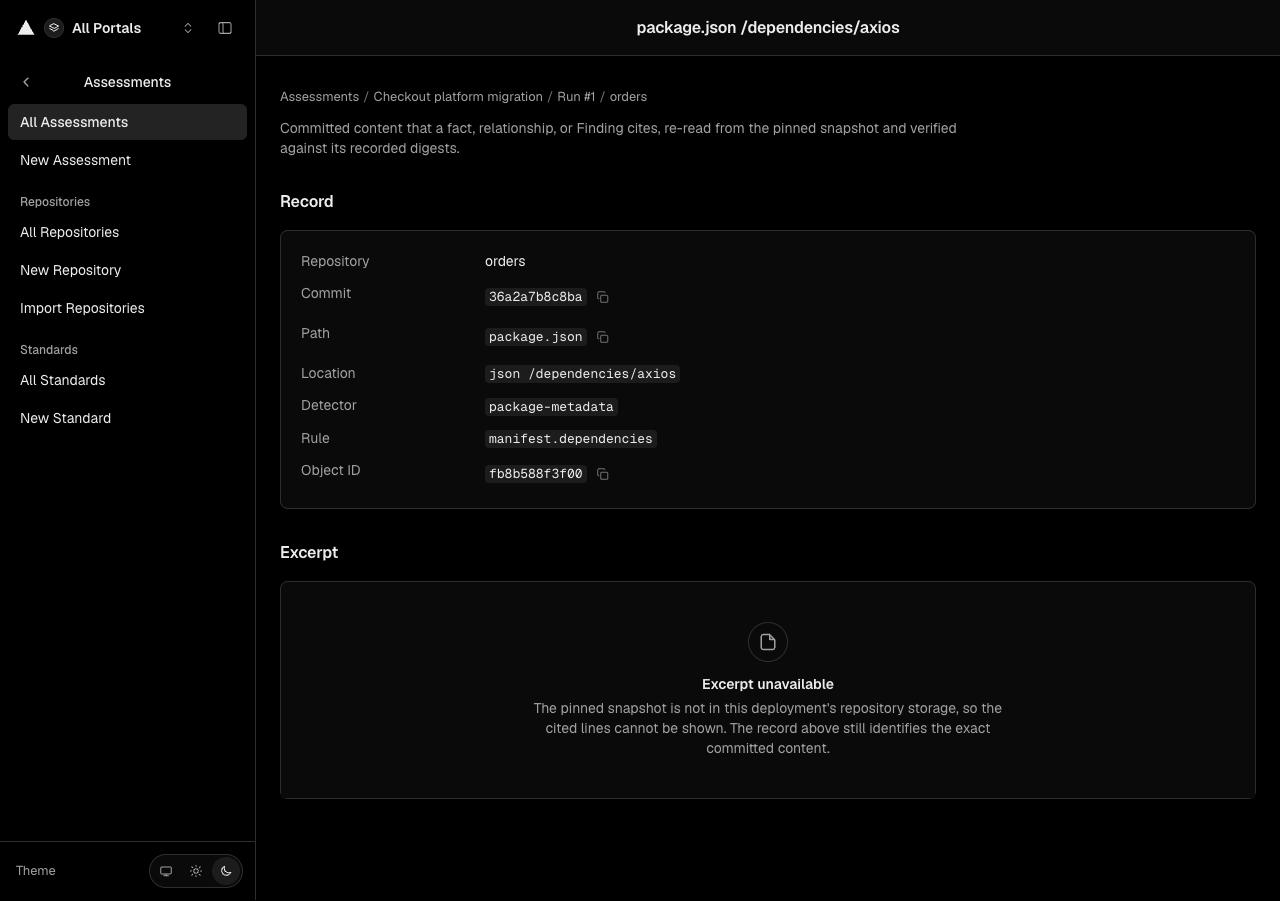 All Portals
package.json /dependencies/axios
Assessments
All Assessments
New Assessment
Repositories
All Repositories
New Repository
Import Repositories
Standards
All Standards
New Standard
Theme
Assessments / Checkout platform migration / Run #1 / orders
Committed content that a fact, relationship, or Finding cites, re-read from the pinned snapshot and verified
against its recorded digests.
Record
Repository orders
Commit 36a2a7b8c8ba
Path package.json
Location json /dependencies/axios
Detector package-metadata
Rule manifest.dependencies
Object ID fb8b588f3f00
Excerpt
Excerpt unavailable
The pinned snapshot is not in this deployment's repository storage, so the
cited lines cannot be shown. The record above still identifies the exact
committed content.